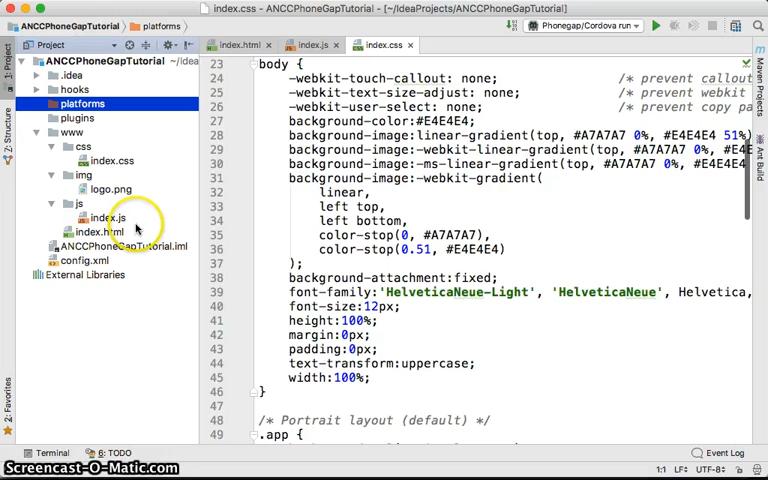 index.css - ANCCPhoneGapTutorial - [~/IdeaProjects/ANCCPhoneGapTutorial]
ANCCPhoneGapTutorial
platforms
Phonegap/Cordova run
Project
index.html
index.js
index.css
ANCCPhoneGapTutorial
.idea
hooks
platforms
plugins
www
css
index.css
img
logo.png
js
index.js
index.html
ANCCPhoneGapTutorial.iml
config.xml
External Libraries
23 body {
24 -webkit-touch-callout: none; /* prevent callout
25 -webkit-text-size-adjust: none; /* prevent webkit
26 -webkit-user-select: none; /* prevent copy pa
27 background-color:#E4E4E4;
28 background-image:linear-gradient(top, #A7A7A7 0%, #E4E4E4 51%)
29 background-image:-webkit-linear-gradient(top, #A7A7A7 0%, #E4E
30 background-image:-ms-linear-gradient(top, #A7A7A7 0%, #E4E4E4
31 background-image:-webkit-gradient(
32 linear,
33 left top,
34 left bottom,
35 color-stop(0, #A7A7A7),
36 color-stop(0.51, #E4E4E4)
37 );
38 background-attachment:fixed;
39 font-family:'HelveticaNeue-Light', 'HelveticaNeue', Helvetica,
40 font-size:12px;
41 height:100%;
42 margin:0px;
43 padding:0px;
44 text-transform:uppercase;
45 width:100%;
46 }
47
48 /* Portrait layout (default) */
49 .app {
1: Project
7: Structure
2: Favorites
Maven Projects
Ant Build
Terminal
6: TODO
Event Log
1:1
LF
UTF-8
Screencast-O-Matic.com